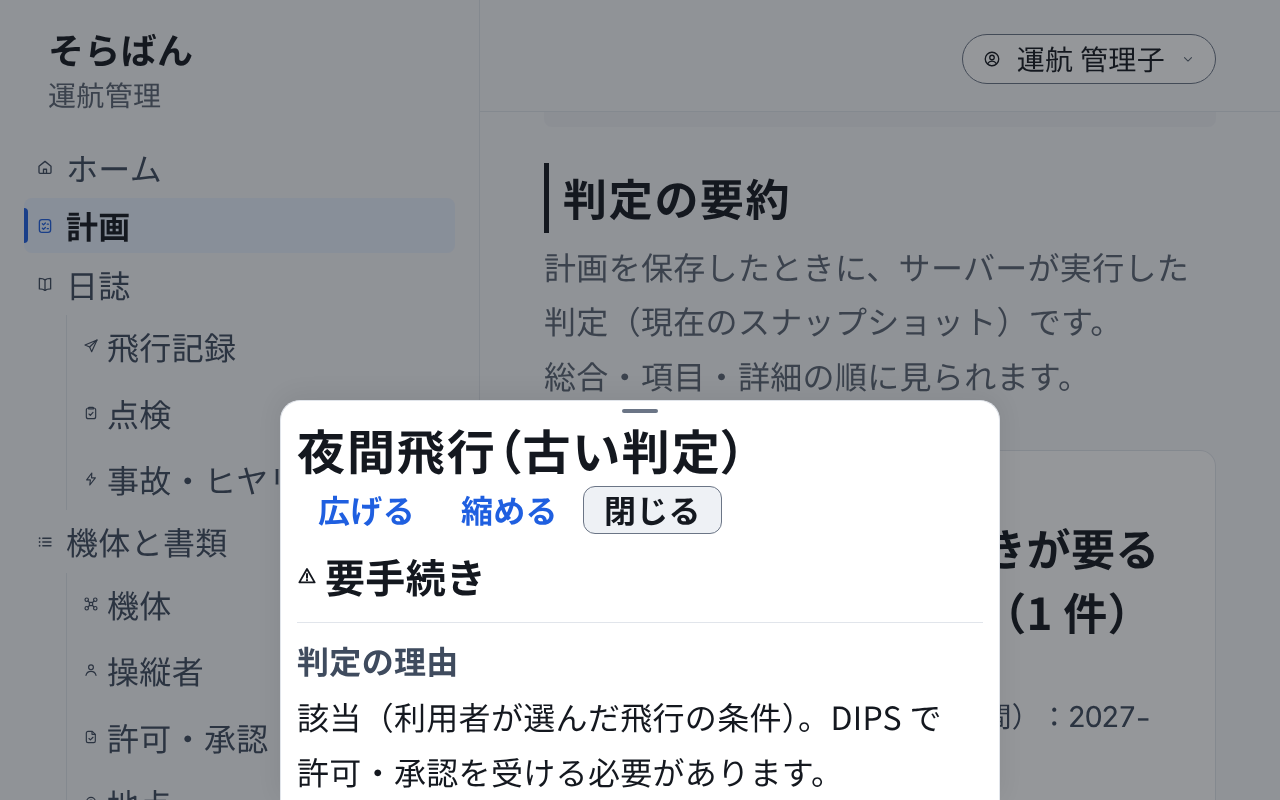 そらばん
運航管理
運航 管理子
ホーム
計画
日誌
飛行記録
点検
事故・ヒヤリ
機体と書類
機体
操縦者
許可・承認
地点
判定の要約
計画を保存したときに、サーバーが実行した
判定（現在のスナップショット）です。
総合・項目・詳細の順に見られます。
きが要る
（1 件）
間）：2027-
夜間飛行（古い判定）
広げる
縮める
閉じる
要手続き
判定の理由
該当（利用者が選んだ飛行の条件）。DIPS で
許可・承認を受ける必要があります。